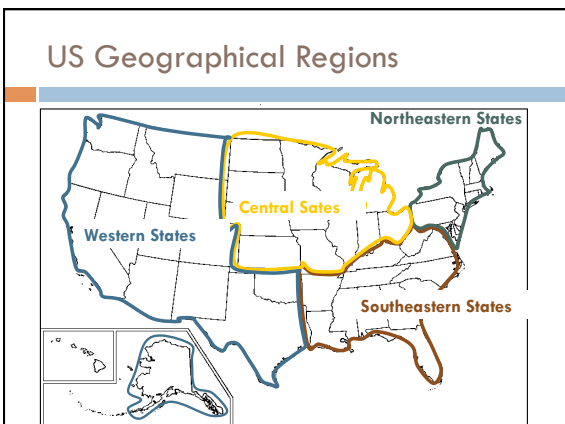 US Geographical Regions
Northeastern States
Central Sates
Western States
Southeastern States